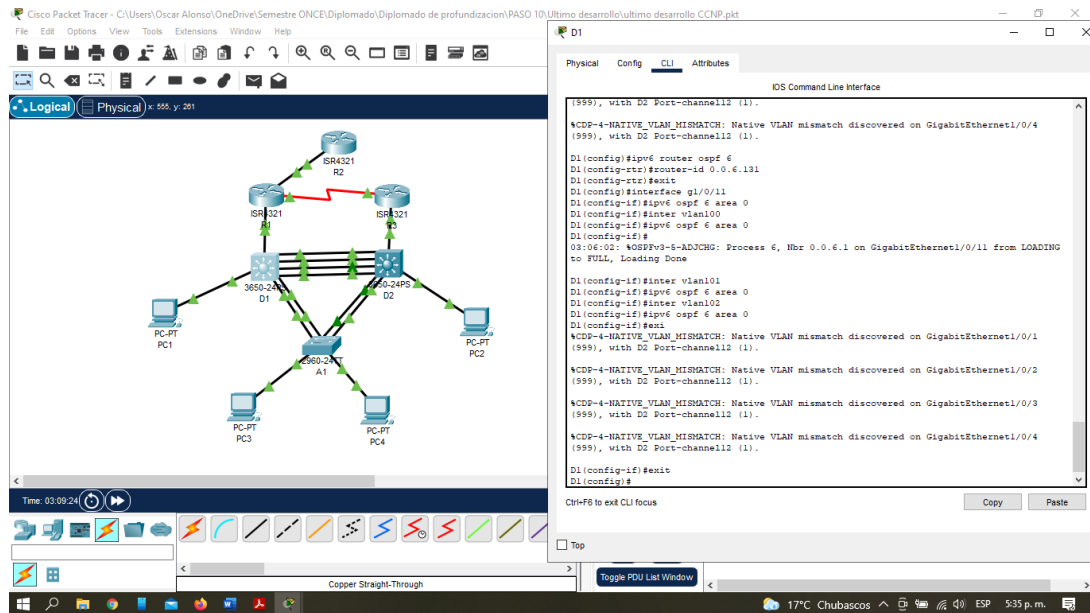 Cisco Packet Tracer - C:\Users\Oscar Alonso\OneDrive\Semestre ONCE\Diplomado\Diplomado de profundizacion\PASO 10\Ultimo desarrollo\ultimo desarrollo CCNP.pkt
File Edit Options View Tools Extensions Window Help
Logical Physical x: 555, y: 261
ISR4321
R2
ISR4321
R1
ISR4321
R3
3650-24PS
D1
3650-24PS
D2
PC-PT
PC1
PC-PT
PC2
2960-24TT
A1
PC-PT
PC3
PC-PT
PC4
Time: 03:09:24
Copper Straight-Through
D1
Physical Config CLI Attributes
IOS Command Line Interface
(999), with D2 Port-channel12 (1).
%CDP-4-NATIVE_VLAN_MISMATCH: Native VLAN mismatch discovered on GigabitEthernet1/0/4
(999), with D2 Port-channel12 (1).
D1(config)#ipv6 router ospf 6
D1(config-rtr)#router-id 0.0.6.131
D1(config-rtr)#exit
D1(config)#interface g1/0/11
D1(config-if)#ipv6 ospf 6 area 0
D1(config-if)#inter vlan100
D1(config-if)#ipv6 ospf 6 area 0
D1(config-if)#
03:06:02: %OSPFv3-5-ADJCHG: Process 6, Nbr 0.0.6.1 on GigabitEthernet1/0/11 from LOADING
to FULL, Loading Done
D1(config-if)#inter vlan101
D1(config-if)#ipv6 ospf 6 area 0
D1(config-if)#inter vlan102
D1(config-if)#ipv6 ospf 6 area 0
D1(config-if)#exi
%CDP-4-NATIVE_VLAN_MISMATCH: Native VLAN mismatch discovered on GigabitEthernet1/0/1
(999), with D2 Port-channel12 (1).
%CDP-4-NATIVE_VLAN_MISMATCH: Native VLAN mismatch discovered on GigabitEthernet1/0/2
(999), with D2 Port-channel12 (1).
%CDP-4-NATIVE_VLAN_MISMATCH: Native VLAN mismatch discovered on GigabitEthernet1/0/3
(999), with D2 Port-channel12 (1).
%CDP-4-NATIVE_VLAN_MISMATCH: Native VLAN mismatch discovered on GigabitEthernet1/0/4
(999), with D2 Port-channel12 (1).
D1(config-if)#exit
D1(config)#
Ctrl+F6 to exit CLI focus
Copy Paste
Top
Toggle PDU List Window
17°C Chubascos ESP 5:35 p. m.